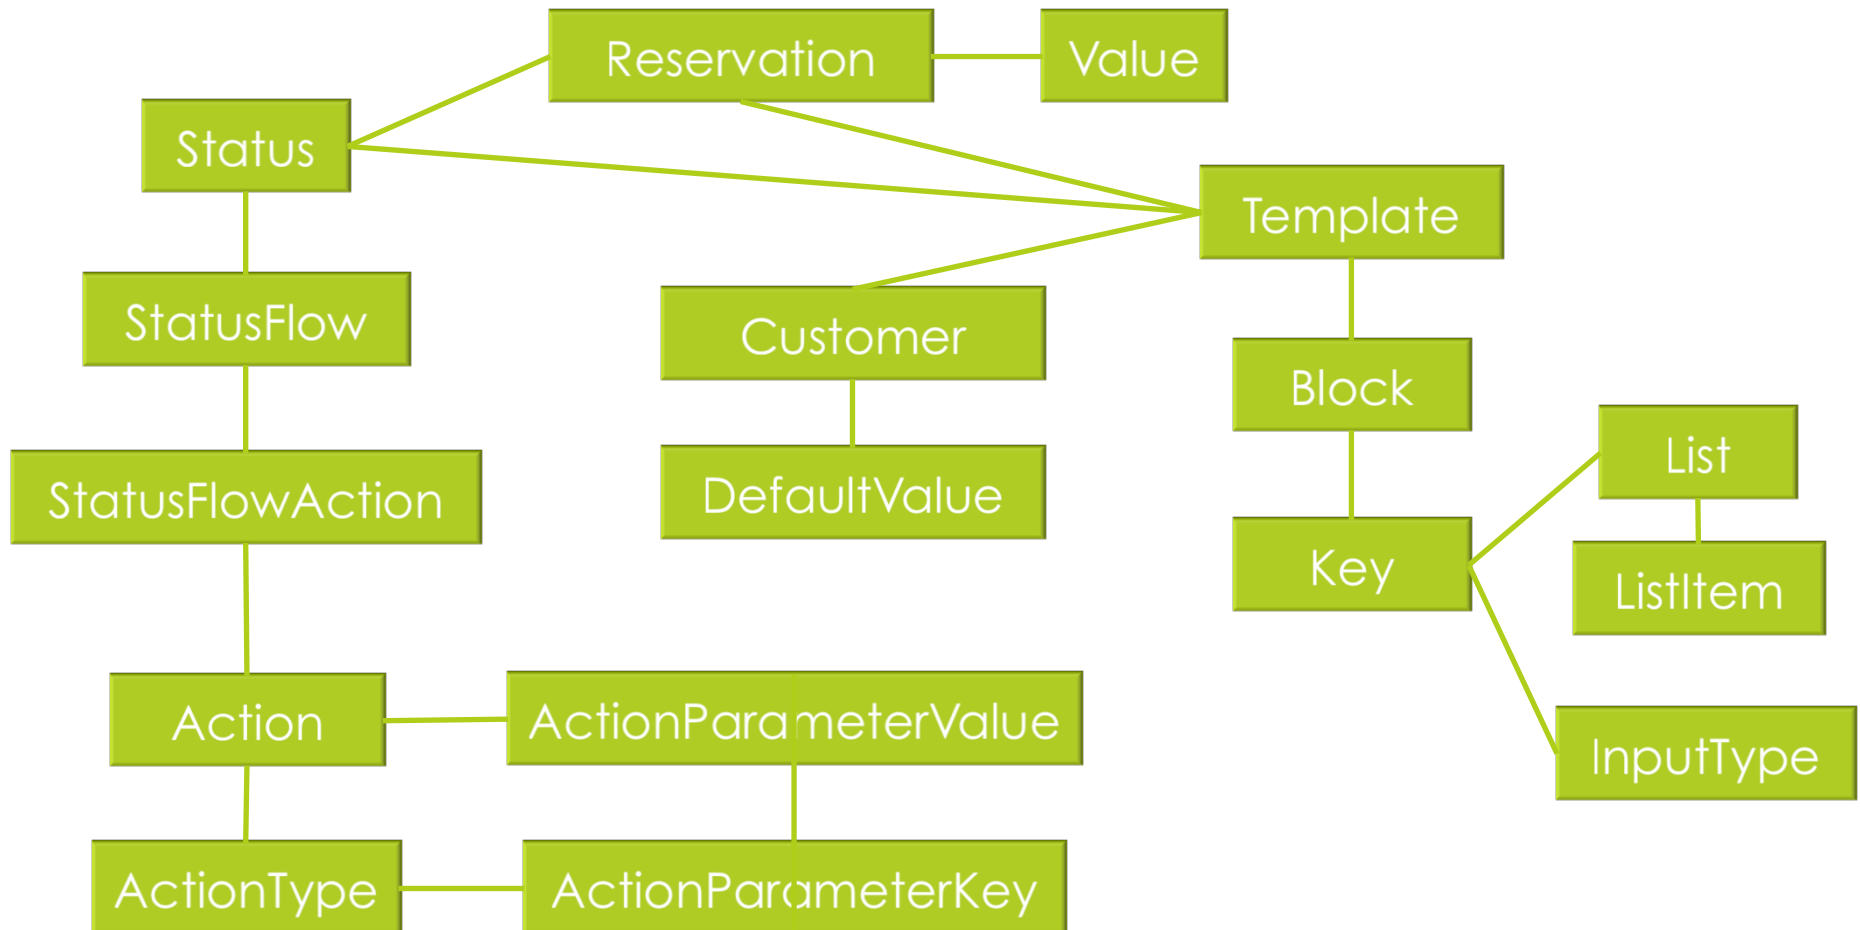 Reservation
Value
Status
Template
StatusFlow
Customer
Block
List
StatusFlowAction
DefaultValue
Key
ListItem
Action
ActionParameterValue
InputType
ActionType
ActionParameterKey